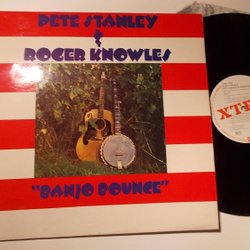 PETE STANLEY
&
ROGER KNOWLES
"BANJO BOUNCE"
XTRA